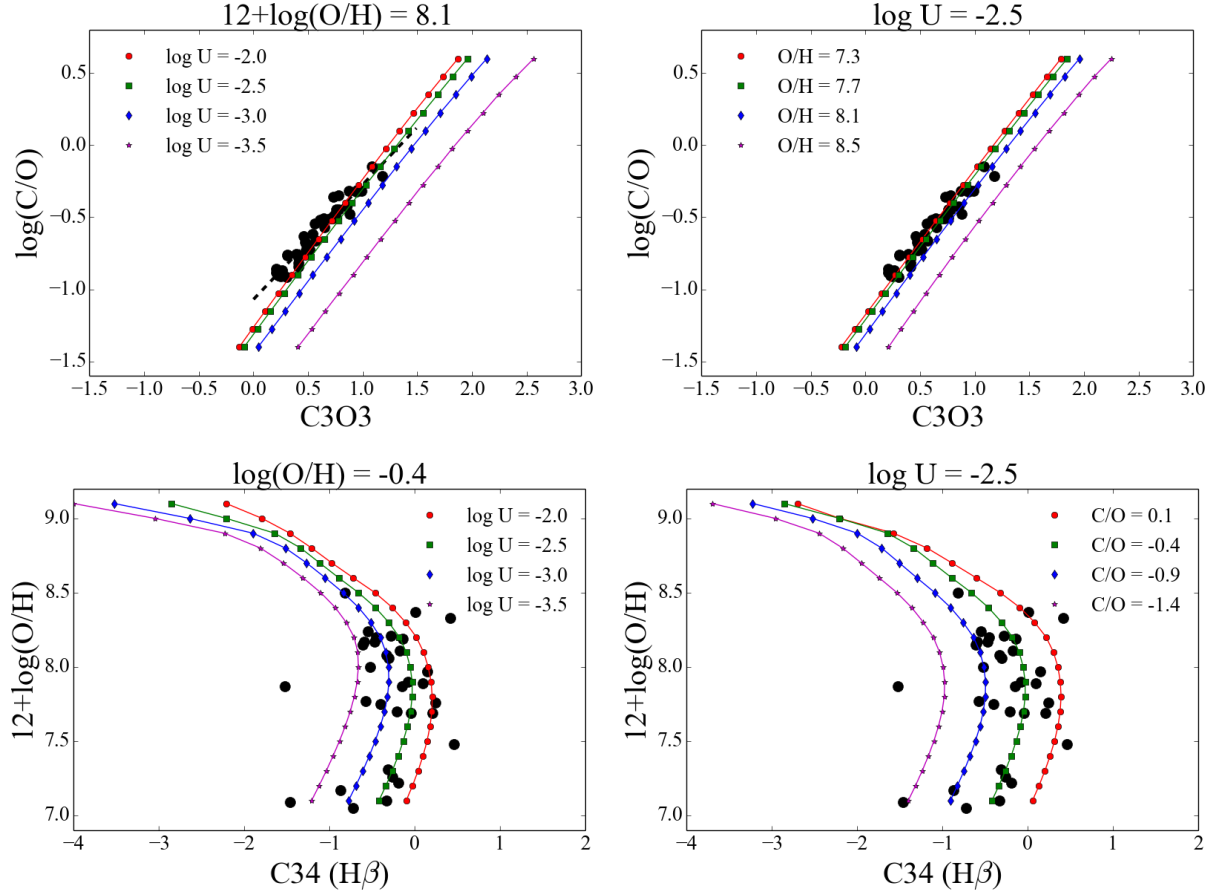 12+log(O/H) = 8.1
log(C/O)
0.5
0.0
−0.5
−1.0
−1.5
log U = -2.0
log U = -2.5
log U = -3.0
log U = -3.5
−1.5 −1.0 −0.5 0.0 0.5 1.0 1.5 2.0 2.5 3.0
C3O3
log U = -2.5
log(C/O)
0.5
0.0
−0.5
−1.0
−1.5
O/H = 7.3
O/H = 7.7
O/H = 8.1
O/H = 8.5
−1.5 −1.0 −0.5 0.0 0.5 1.0 1.5 2.0 2.5 3.0
C3O3
log(O/H) = -0.4
12+log(O/H)
9.0
8.5
8.0
7.5
7.0
log U = -2.0
log U = -2.5
log U = -3.0
log U = -3.5
−4 −3 −2 −1 0 1 2
C34 (Hβ)
log U = -2.5
12+log(O/H)
9.0
8.5
8.0
7.5
7.0
C/O = 0.1
C/O = -0.4
C/O = -0.9
C/O = -1.4
−4 −3 −2 −1 0 1 2
C34 (Hβ)